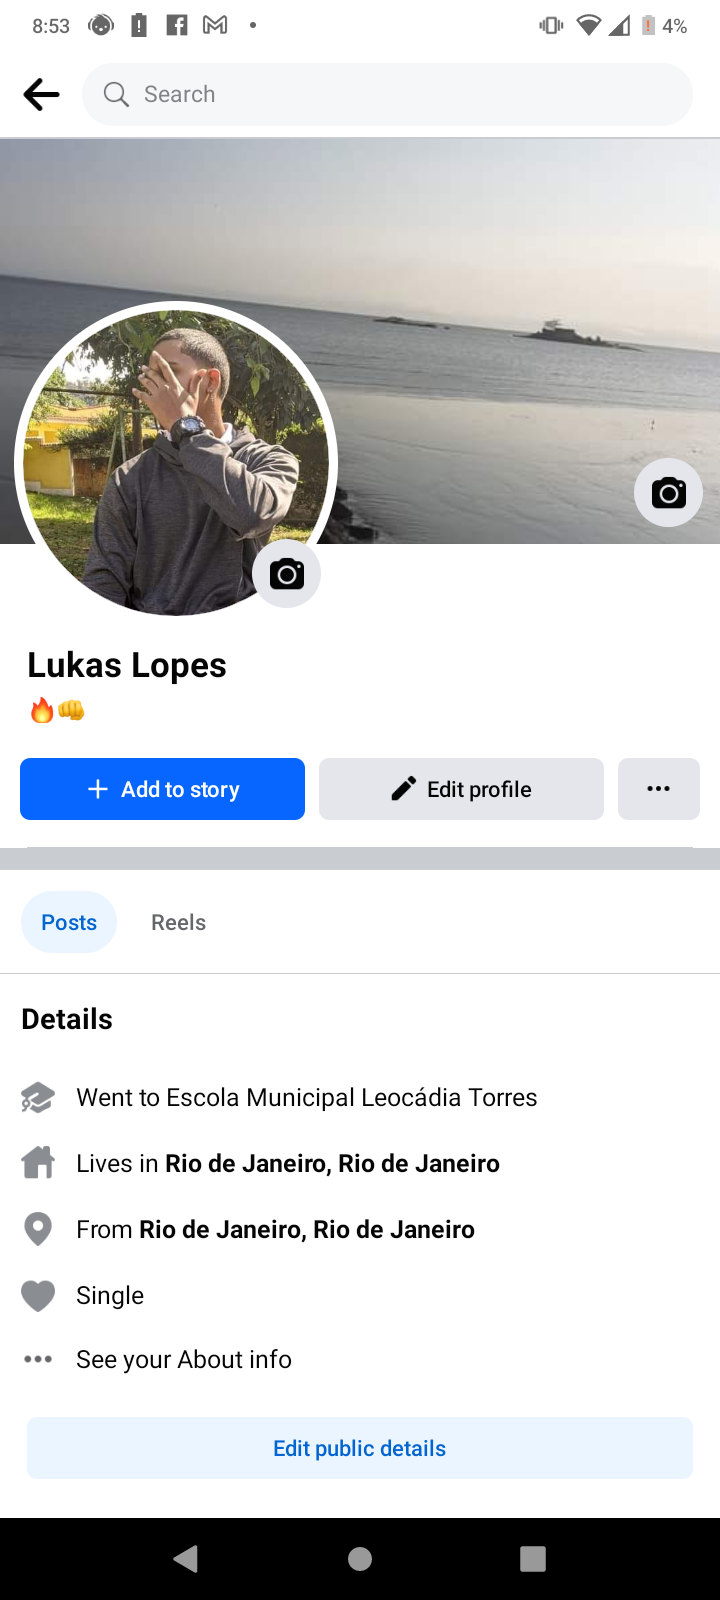 8:53
4%
Search
Lukas Lopes
🔥👊
Add to story
Edit profile
Posts
Reels
Details
Went to Escola Municipal Leocádia Torres
Lives in Rio de Janeiro, Rio de Janeiro
From Rio de Janeiro, Rio de Janeiro
Single
See your About info
Edit public details